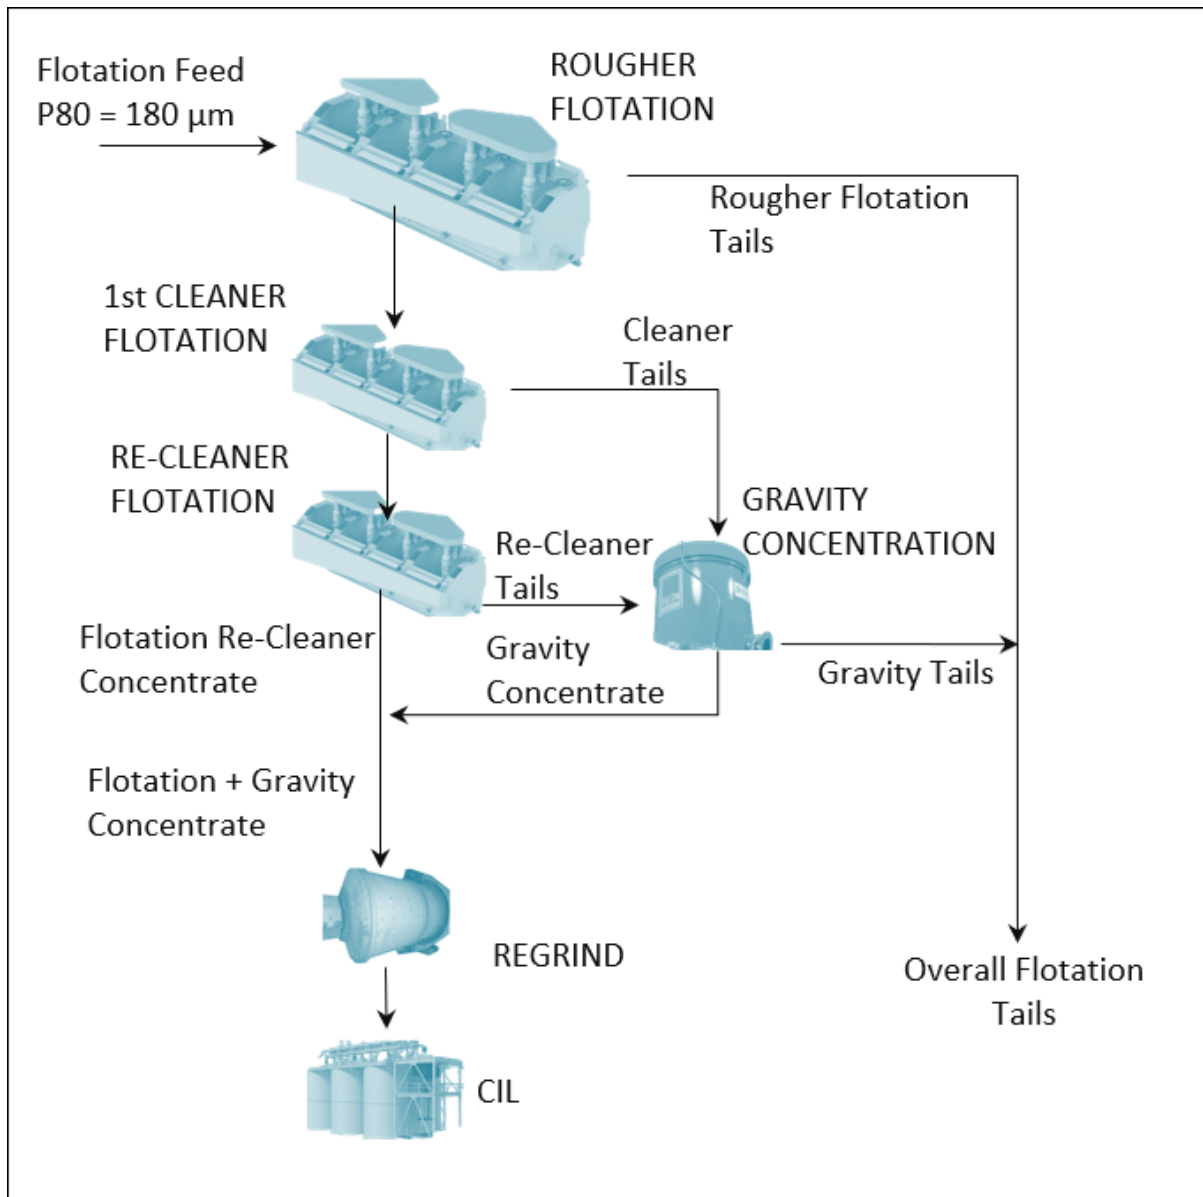 Flotation Feed
P80 = 180 µm
ROUGHER
FLOTATION
Rougher Flotation
Tails
1st CLEANER
FLOTATION
Cleaner
Tails
RE-CLEANER
FLOTATION
GRAVITY
CONCENTRATION
Re-Cleaner
Tails
Flotation Re-Cleaner
Concentrate
Gravity
Concentrate
Gravity Tails
Flotation + Gravity
Concentrate
REGRIND
Overall Flotation
Tails
CIL